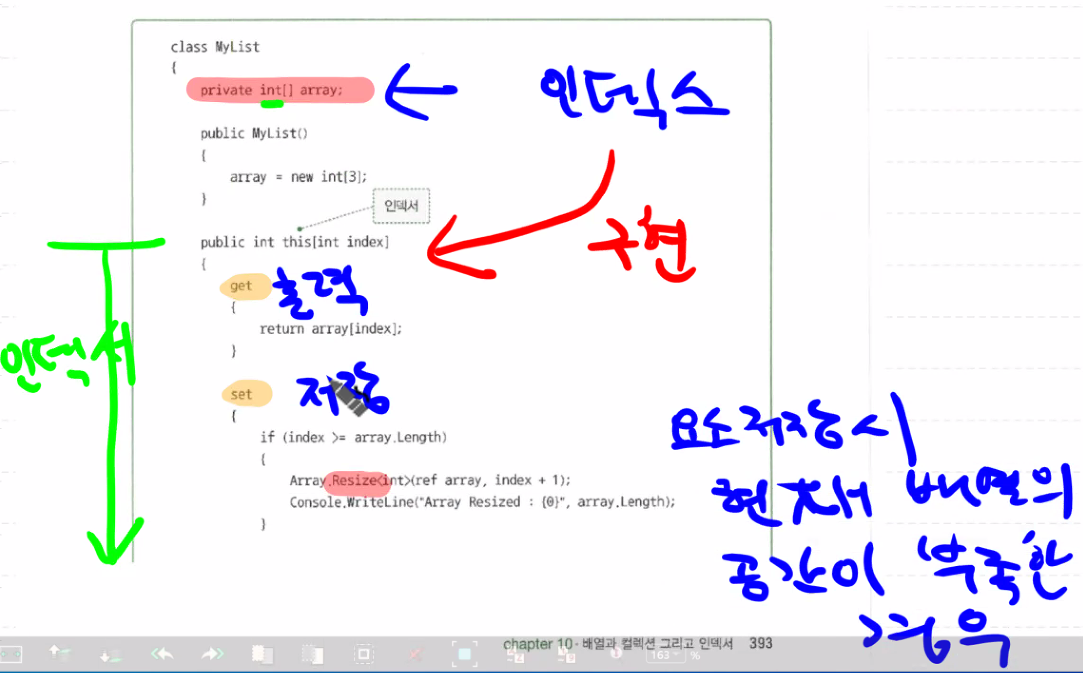 class MyList
{
private int[] array;
인덱스
public MyList()
{
array = new int[3];
}
인덱서
구현
public int this[int index]
{
get 출력
{
return array[index];
}
인덱서
set 저장
{
if (index >= array.Length)
{
Array.Resize<int>(ref array, index + 1);
Console.WriteLine("Array Resized : {0}", array.Length);
}
요소 저장시
현재 배열의
공간이 부족한
경우
chapter 10 · 배열과 컬렉션 그리고 인덱서 393
163 %